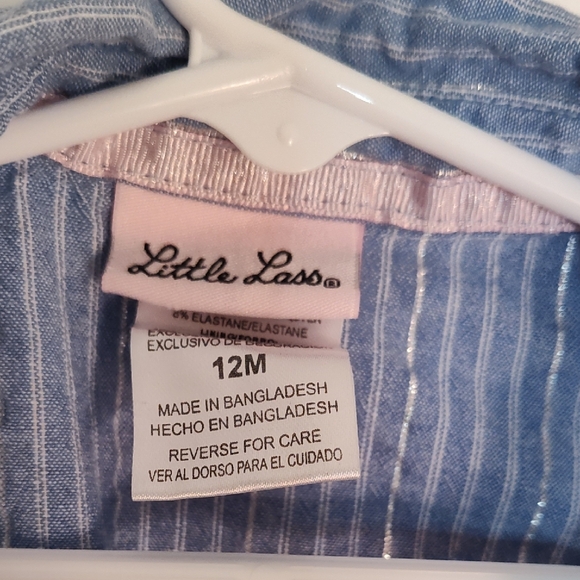 Little Lass®
6% ELASTANE/ELASTANE
EXCLUSIVO DE
12M
MADE IN BANGLADESH
HECHO EN BANGLADESH
REVERSE FOR CARE
VER AL DORSO PARA EL CUIDADO